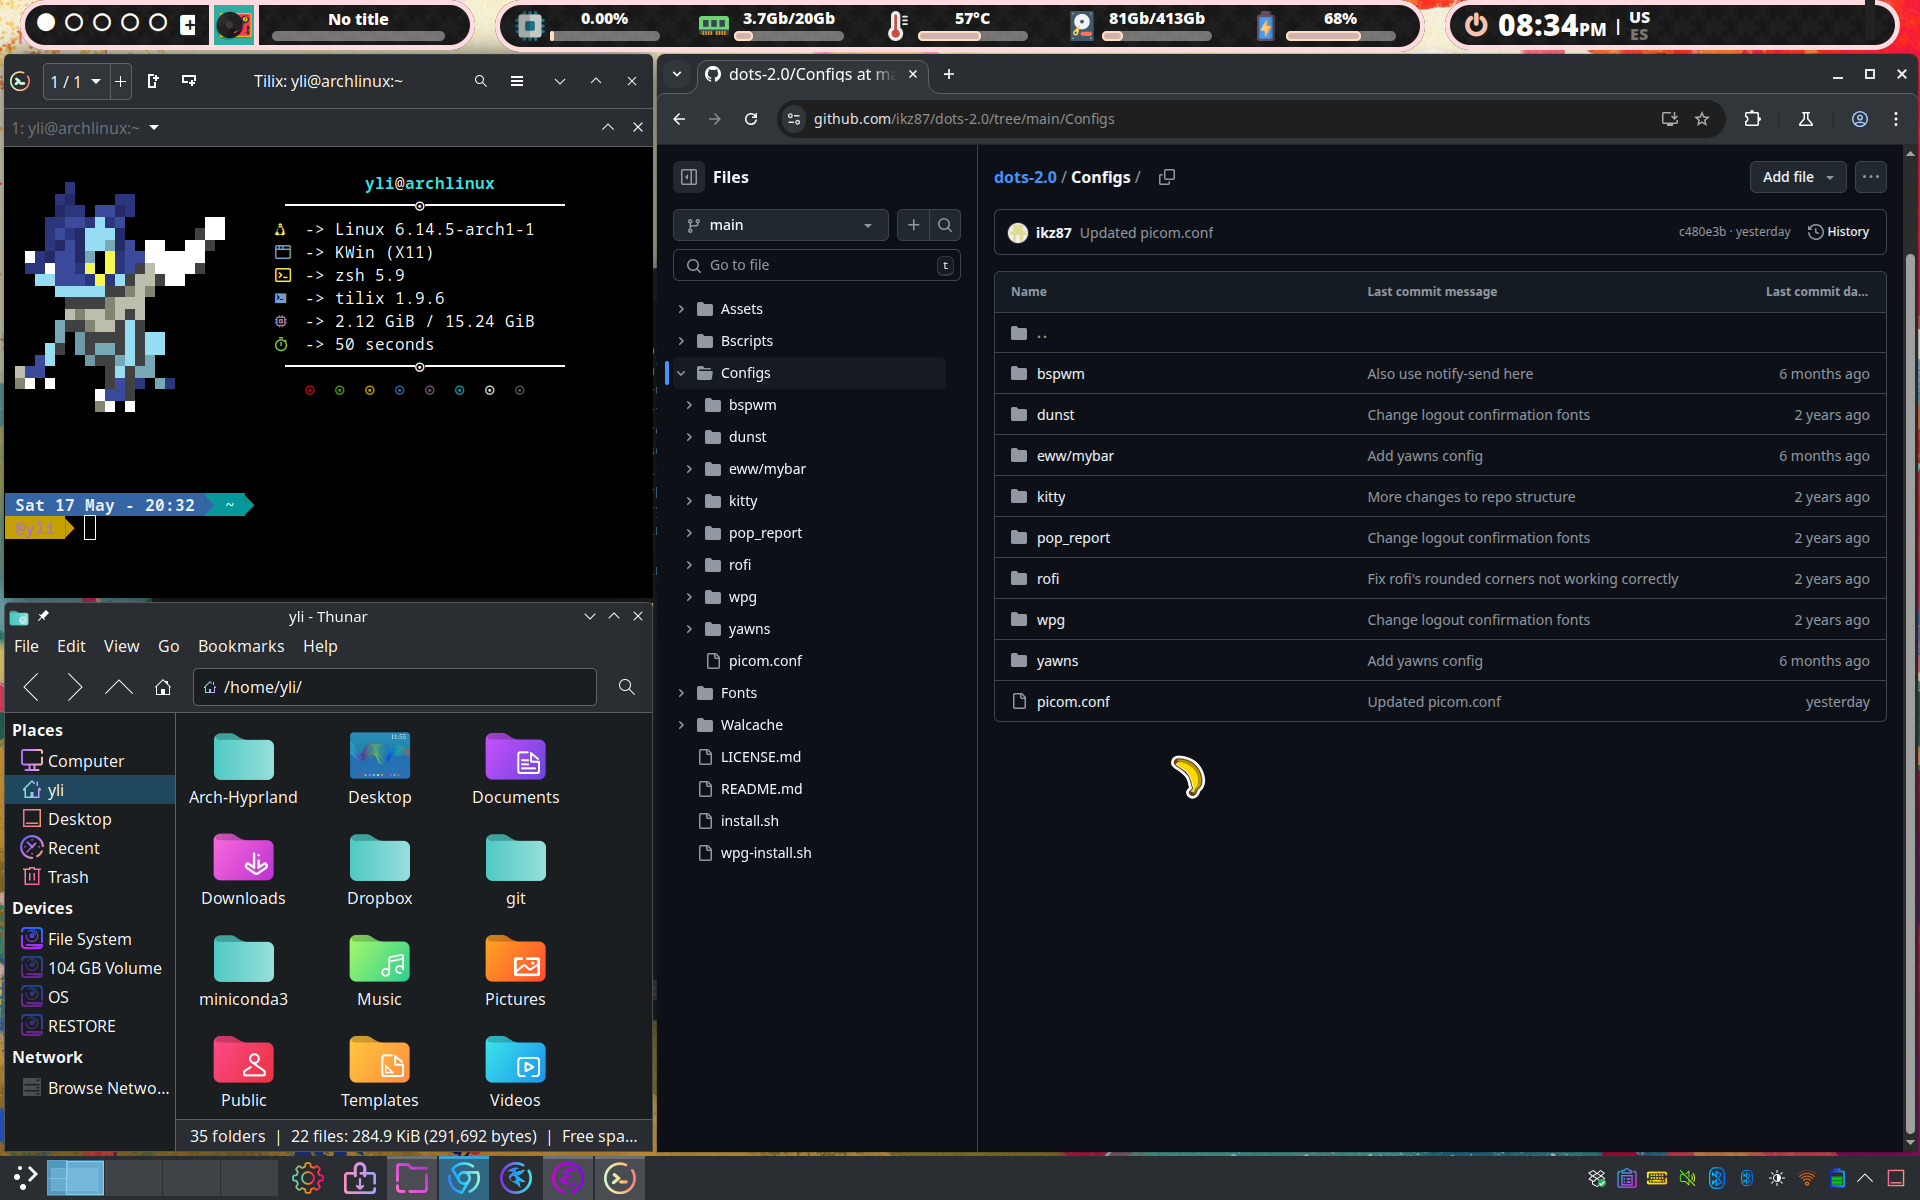 No title
0.00%
3.7Gb/20Gb
57°C
81Gb/413Gb
68%
08:34PM | US
ES
1 / 1
Tilix: yli@archlinux:~
1: yli@archlinux:~
yli@archlinux
-> Linux 6.14.5-arch1-1
-> KWin (X11)
-> zsh 5.9
-> tilix 1.9.6
-> 2.12 GiB / 15.24 GiB
-> 50 seconds
Sat 17 May - 20:32 ~
@yli
yli - Thunar
File Edit View Go Bookmarks Help
/home/yli/
Places
Computer
yli
Desktop
Recent
Trash
Devices
File System
104 GB Volume
OS
RESTORE
Network
Browse Netwo...
Arch-Hyprland Desktop Documents
11:55
Downloads Dropbox git
miniconda3 Music Pictures
Public Templates Videos
35 folders | 22 files: 284.9 KiB (291,692 bytes) | Free spa...
dots-2.0/Configs at ma
github.com/ikz87/dots-2.0/tree/main/Configs
Files
main
Go to file t
Assets
Bscripts
Configs
bspwm
dunst
eww/mybar
kitty
pop_report
rofi
wpg
yawns
picom.conf
Fonts
Walcache
LICENSE.md
README.md
install.sh
wpg-install.sh
dots-2.0 / Configs /
Add file
ikz87 Updated picom.conf c480e3b · yesterday History
Name Last commit message Last commit da...
..
bspwm Also use notify-send here 6 months ago
dunst Change logout confirmation fonts 2 years ago
eww/mybar Add yawns config 6 months ago
kitty More changes to repo structure 2 years ago
pop_report Change logout confirmation fonts 2 years ago
rofi Fix rofi's rounded corners not working correctly 2 years ago
wpg Change logout confirmation fonts 2 years ago
yawns Add yawns config 6 months ago
picom.conf Updated picom.conf yesterday